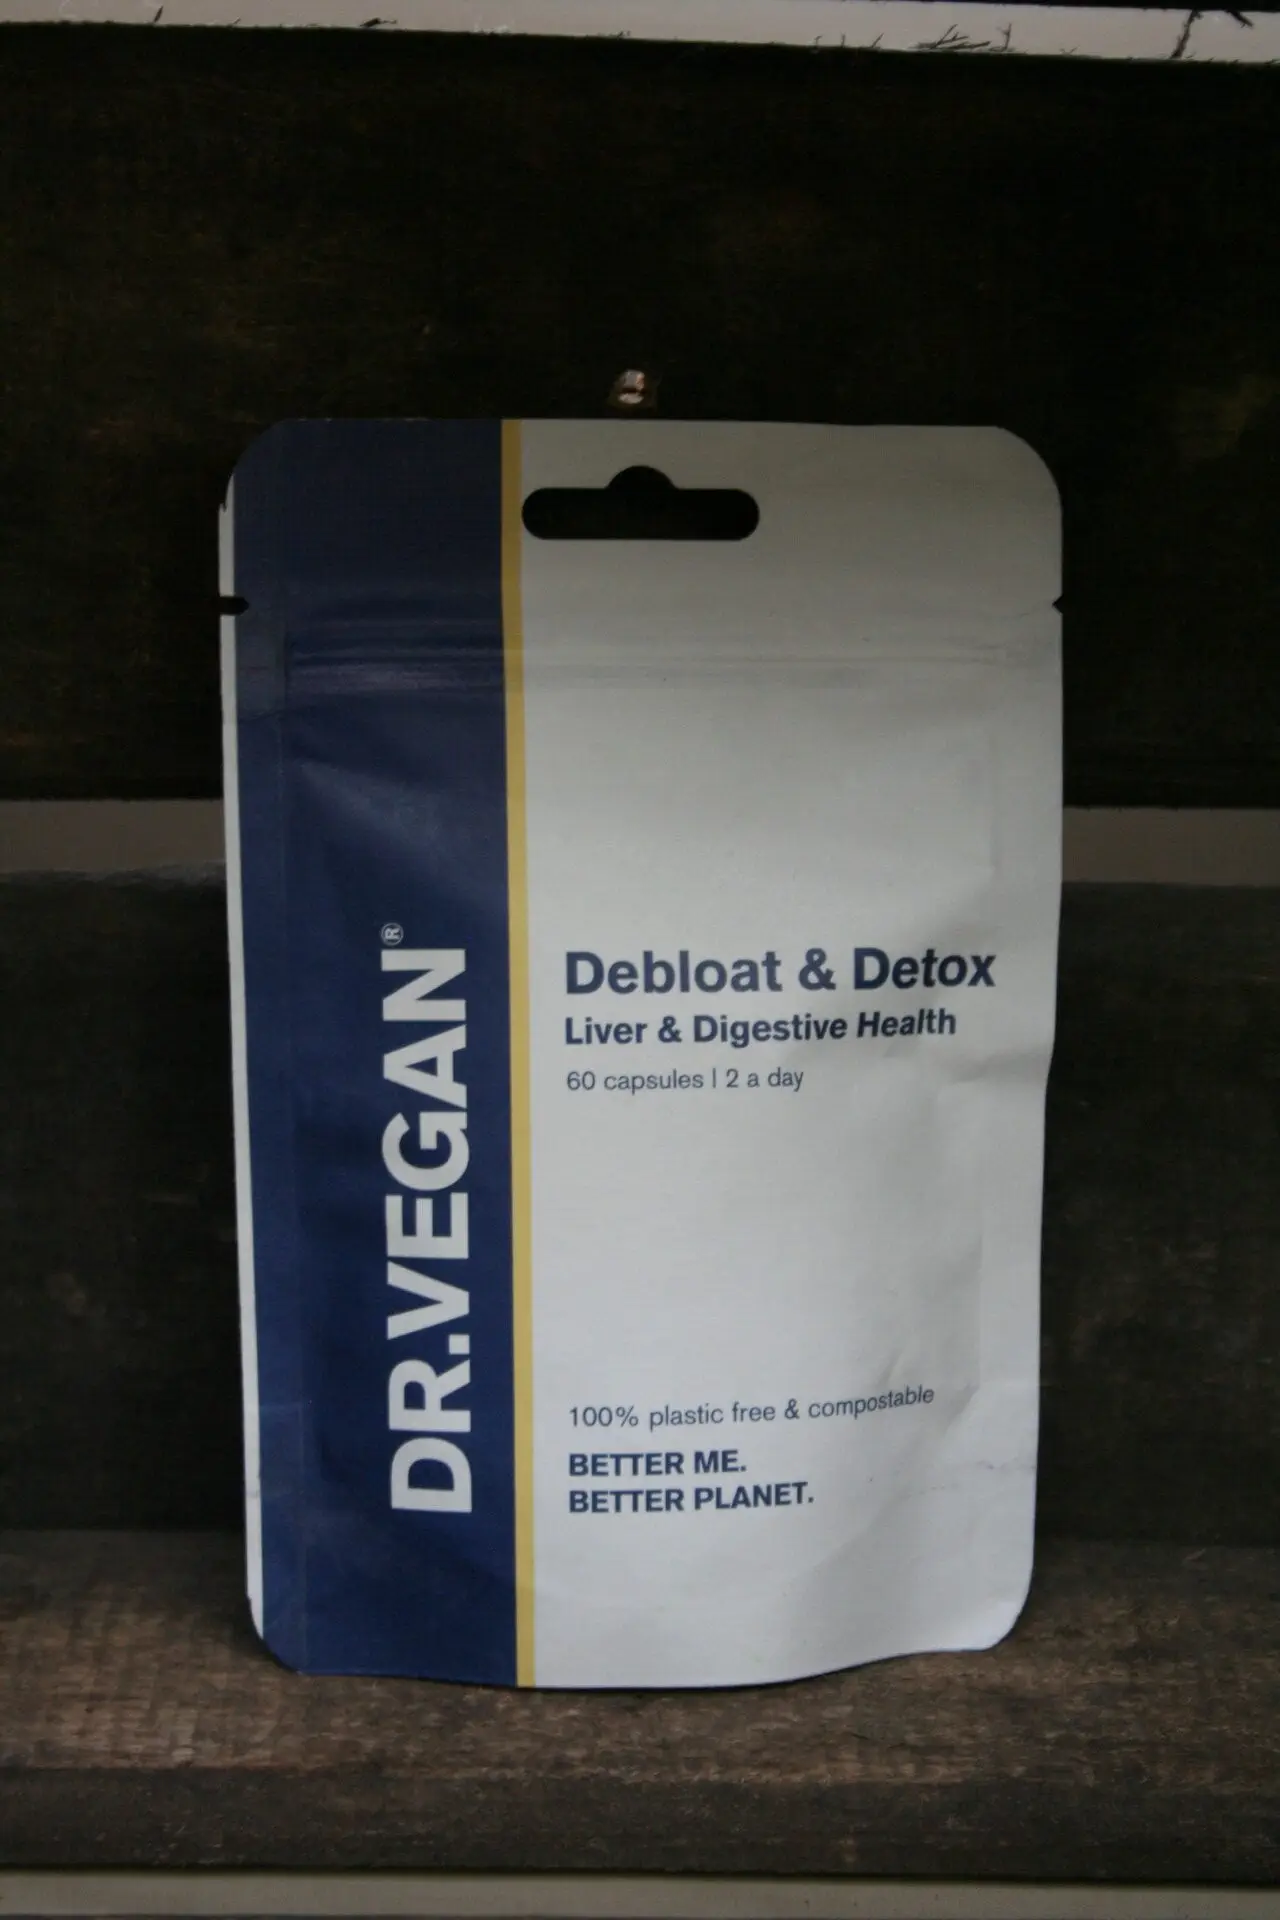 DR.VEGAN®
Debloat & Detox
Liver & Digestive Health
60 capsules | 2 a day
100% plastic free & compostable
BETTER ME.
BETTER PLANET.